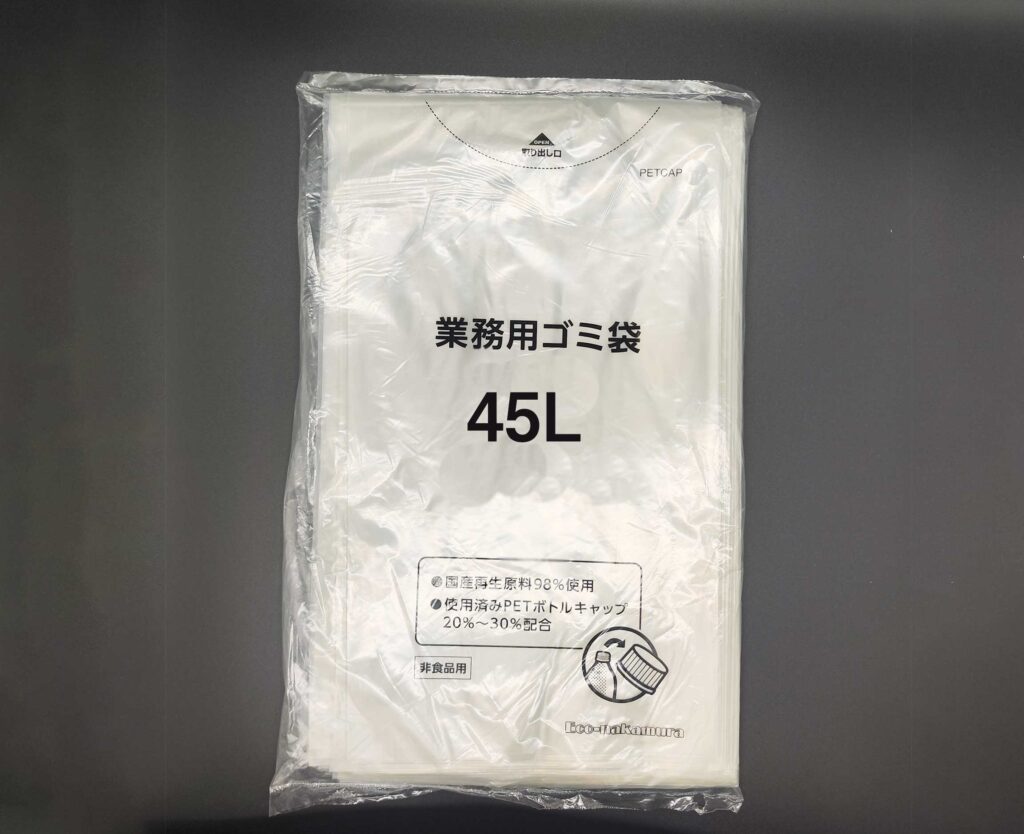 OPEN
取り出し口
PETCAP
業務用ゴミ袋
45L
国産再生原料98%使用
使用済みPETボトルキャップ
20%～30%配合
非食品用
Eco-nakamura